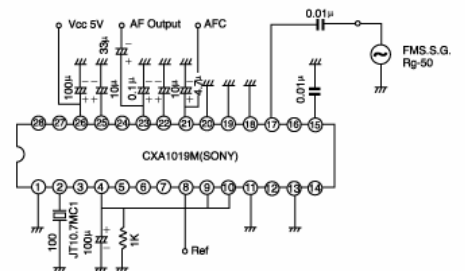 0.01μ
Vcc 5V
AF Output
AFC
33μ
FMS.S.G.
Rg-50
100μ
10μ
0.1μ
10μ
4.7μ
0.01μ
28 27 26 25 24 23 22 21 20 19 18 17 16 15
CXA1019M(SONY)
1 2 3 4 5 6 7 8 9 10 11 12 13 14
100
JT10.7MC1
100μ
1K
Ref